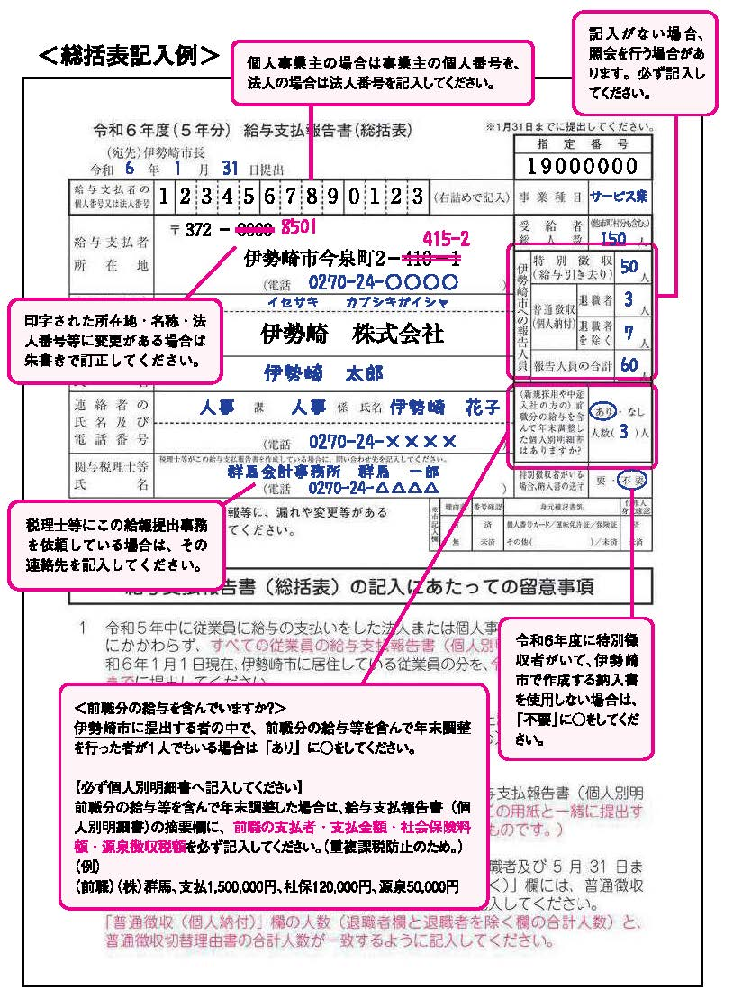 ＜総括表記入例＞
個人事業主の場合は事業主の個人番号を、
法人の場合は法人番号を記入してください。
記入がない場合、
照会を行う場合があ
ります。必ず記入し
てください。
令和６年度（５年分） 給与支払報告書（総括表）
※1月31日までに提出してください。
（宛先）伊勢崎市長
令和 6 年 1 月 31 日提出
指定番号
19000000
給与支払者の
個人番号又は法人番号
1 2 3 4 5 6 7 8 9 0 1 2 3
（右詰めで記入）
事業種目
サービス業
給与支払者
所在地
〒372－0000 8501
415-2
伊勢崎市今泉町2－410－1
（電話 0270-24-〇〇〇〇 ）
受給者
総人数
（他市町村分も含む。）
150 人
伊勢崎市への報告人員
特別徴収
（給与引き去り）
50 人
普通徴収
（個人納付）
退職者
3 人
退職者
を除く
7 人
報告人員の合計
60 人
イセサキ カブシキガイシャ
伊勢崎 株式会社
伊勢崎 太郎
印字された所在地・名称・法
人番号等に変更がある場合は
朱書きで訂正してください。
連絡者の
氏名及び
電話番号
人事 課 人事 係 氏名 伊勢崎 花子
（電話 0270-24-×××× ）
（新規採用や中途
入社の方の）前
職分の給与を含
んで年末調整し
た個人別明細書
はありますか？
あり・なし
人数（ 3 ）人
関与税理士等
氏名
税理士等がこの給与支払報告書を作成している場合に、問い合わせ先を記入してください。
群馬会計事務所 群馬 一郎
（電話 0270-24-△△△△ ）
特別徴収者がいる
場合、納入書の送付
要・不要
税理士等にこの給報提出事務
を依頼している場合は、その
連絡先を記入してください。
報等に、漏れや変更等がある
てください。
市記入欄
番号確認
身元確認書類
済
個人番号カード／運転免許証／保険証
済
無
未済
その他（ ）／未済
未済
給与支払報告書（総括表）の記入にあたっての留意事項
1 令和５年中に従業員に給与の支払いをした法人または個人事
にかかわらず、すべての従業員の給与支払報告書（個人別
和６年１月１日現在、伊勢崎市に居住している従業員の分を、
までに提出してください。
令和６年度に特別徴
収者がいて、伊勢崎
市で作成する納入書
を使用しない場合は、
「不要」に〇をしてくだ
さい。
＜前職分の給与を含んでいますか?＞
伊勢崎市に提出する者の中で、前職分の給与等を含んで年末調整
を行った者が１人でもいる場合は「あり」に〇をしてください。
【必ず個人別明細書へ記入してください】
前職分の給与等を含んで年末調整した場合は、給与支払報告書（個
人別明細書）の摘要欄に、前職の支払者・支払金額・社会保険料
額・源泉徴収税額を必ず記入してください。（重複課税防止のため。）
（例）
（前職）（株）群馬、支払1,500,000円、社保120,000円、源泉50,000円
与支払報告書（個人別明
この用紙と一緒に提出す
ものです。）
職者及び５月31日ま
く）」欄には、普通徴収
入してください。
「普通徴収（個人納付）」欄の人数（退職者欄と退職者を除く欄の合計人数）と、
普通徴収切替理由書の合計人数が一致するように記入してください。